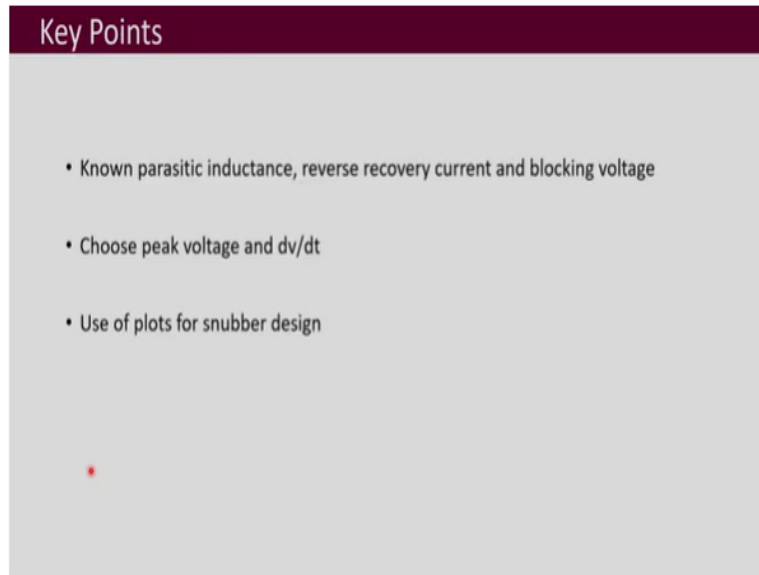 Key Points
• Known parasitic inductance, reverse recovery current and blocking voltage
• Choose peak voltage and dv/dt
• Use of plots for snubber design